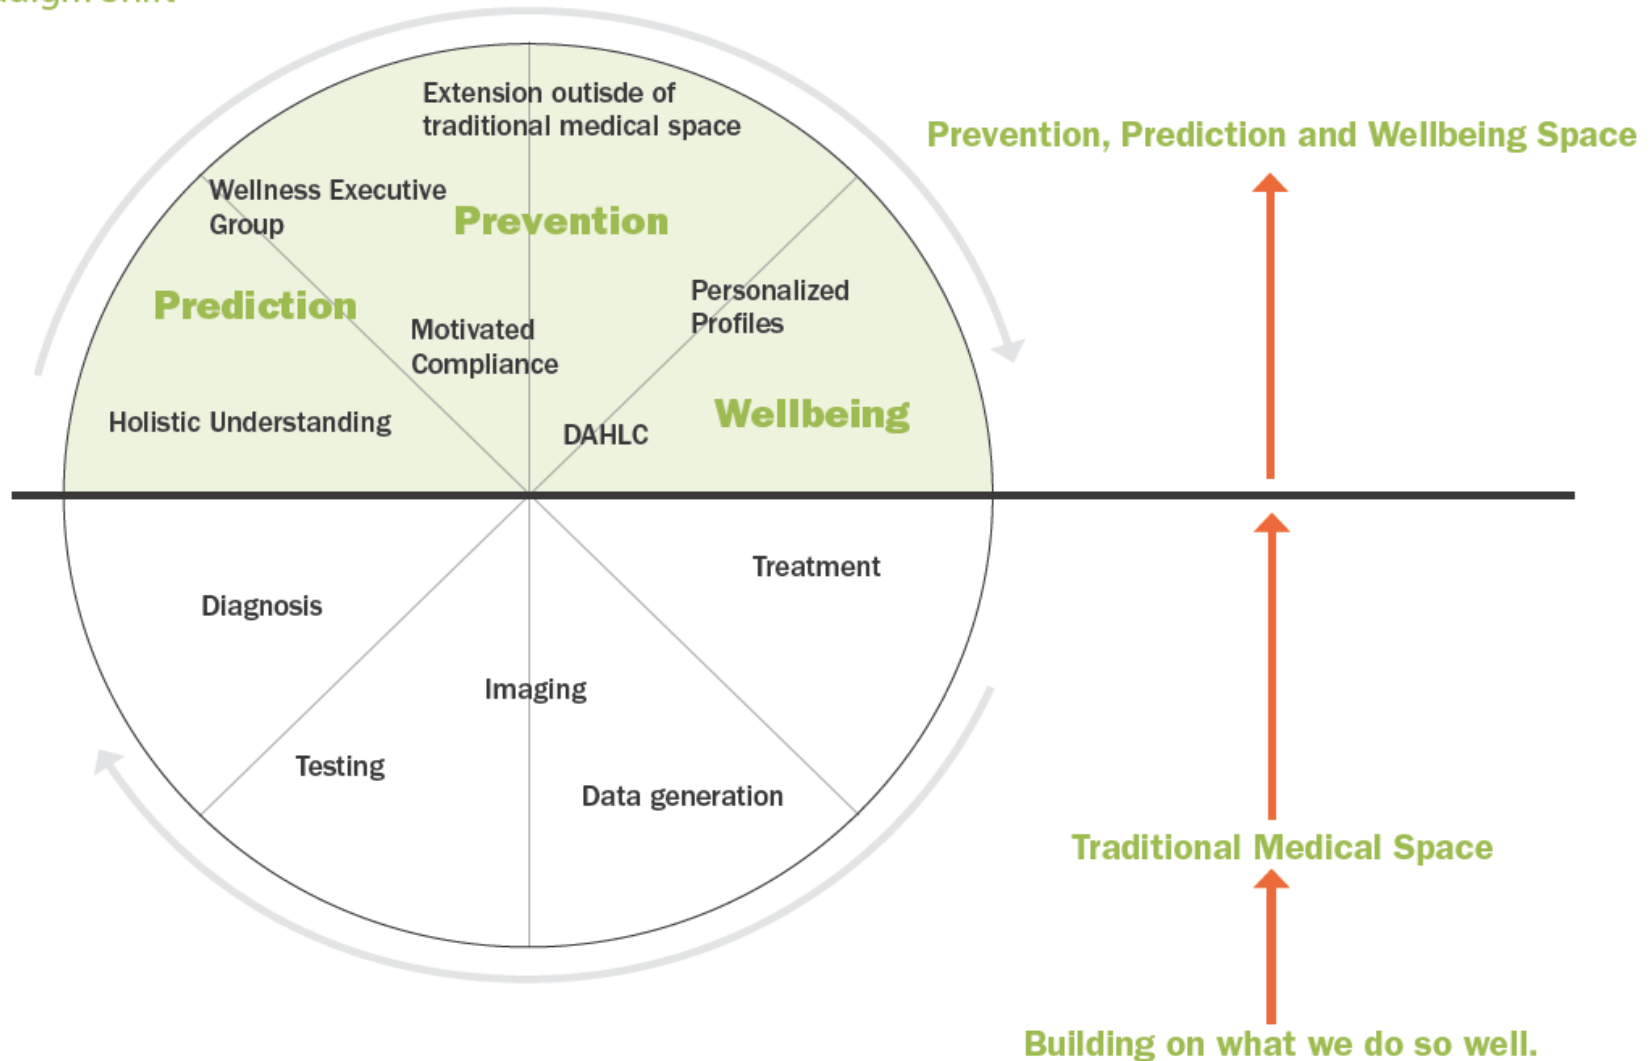 Shift
Extension outisde of
traditional medical space
Prevention, Prediction and Wellbeing Space
Wellness Executive
Group
Prevention
Prediction
Personalized
Profiles
Motivated
Compliance
Holistic Understanding
DAHLC
Wellbeing
Treatment
Diagnosis
Imaging
Testing
Data generation
Traditional Medical Space
Building on what we do so well.